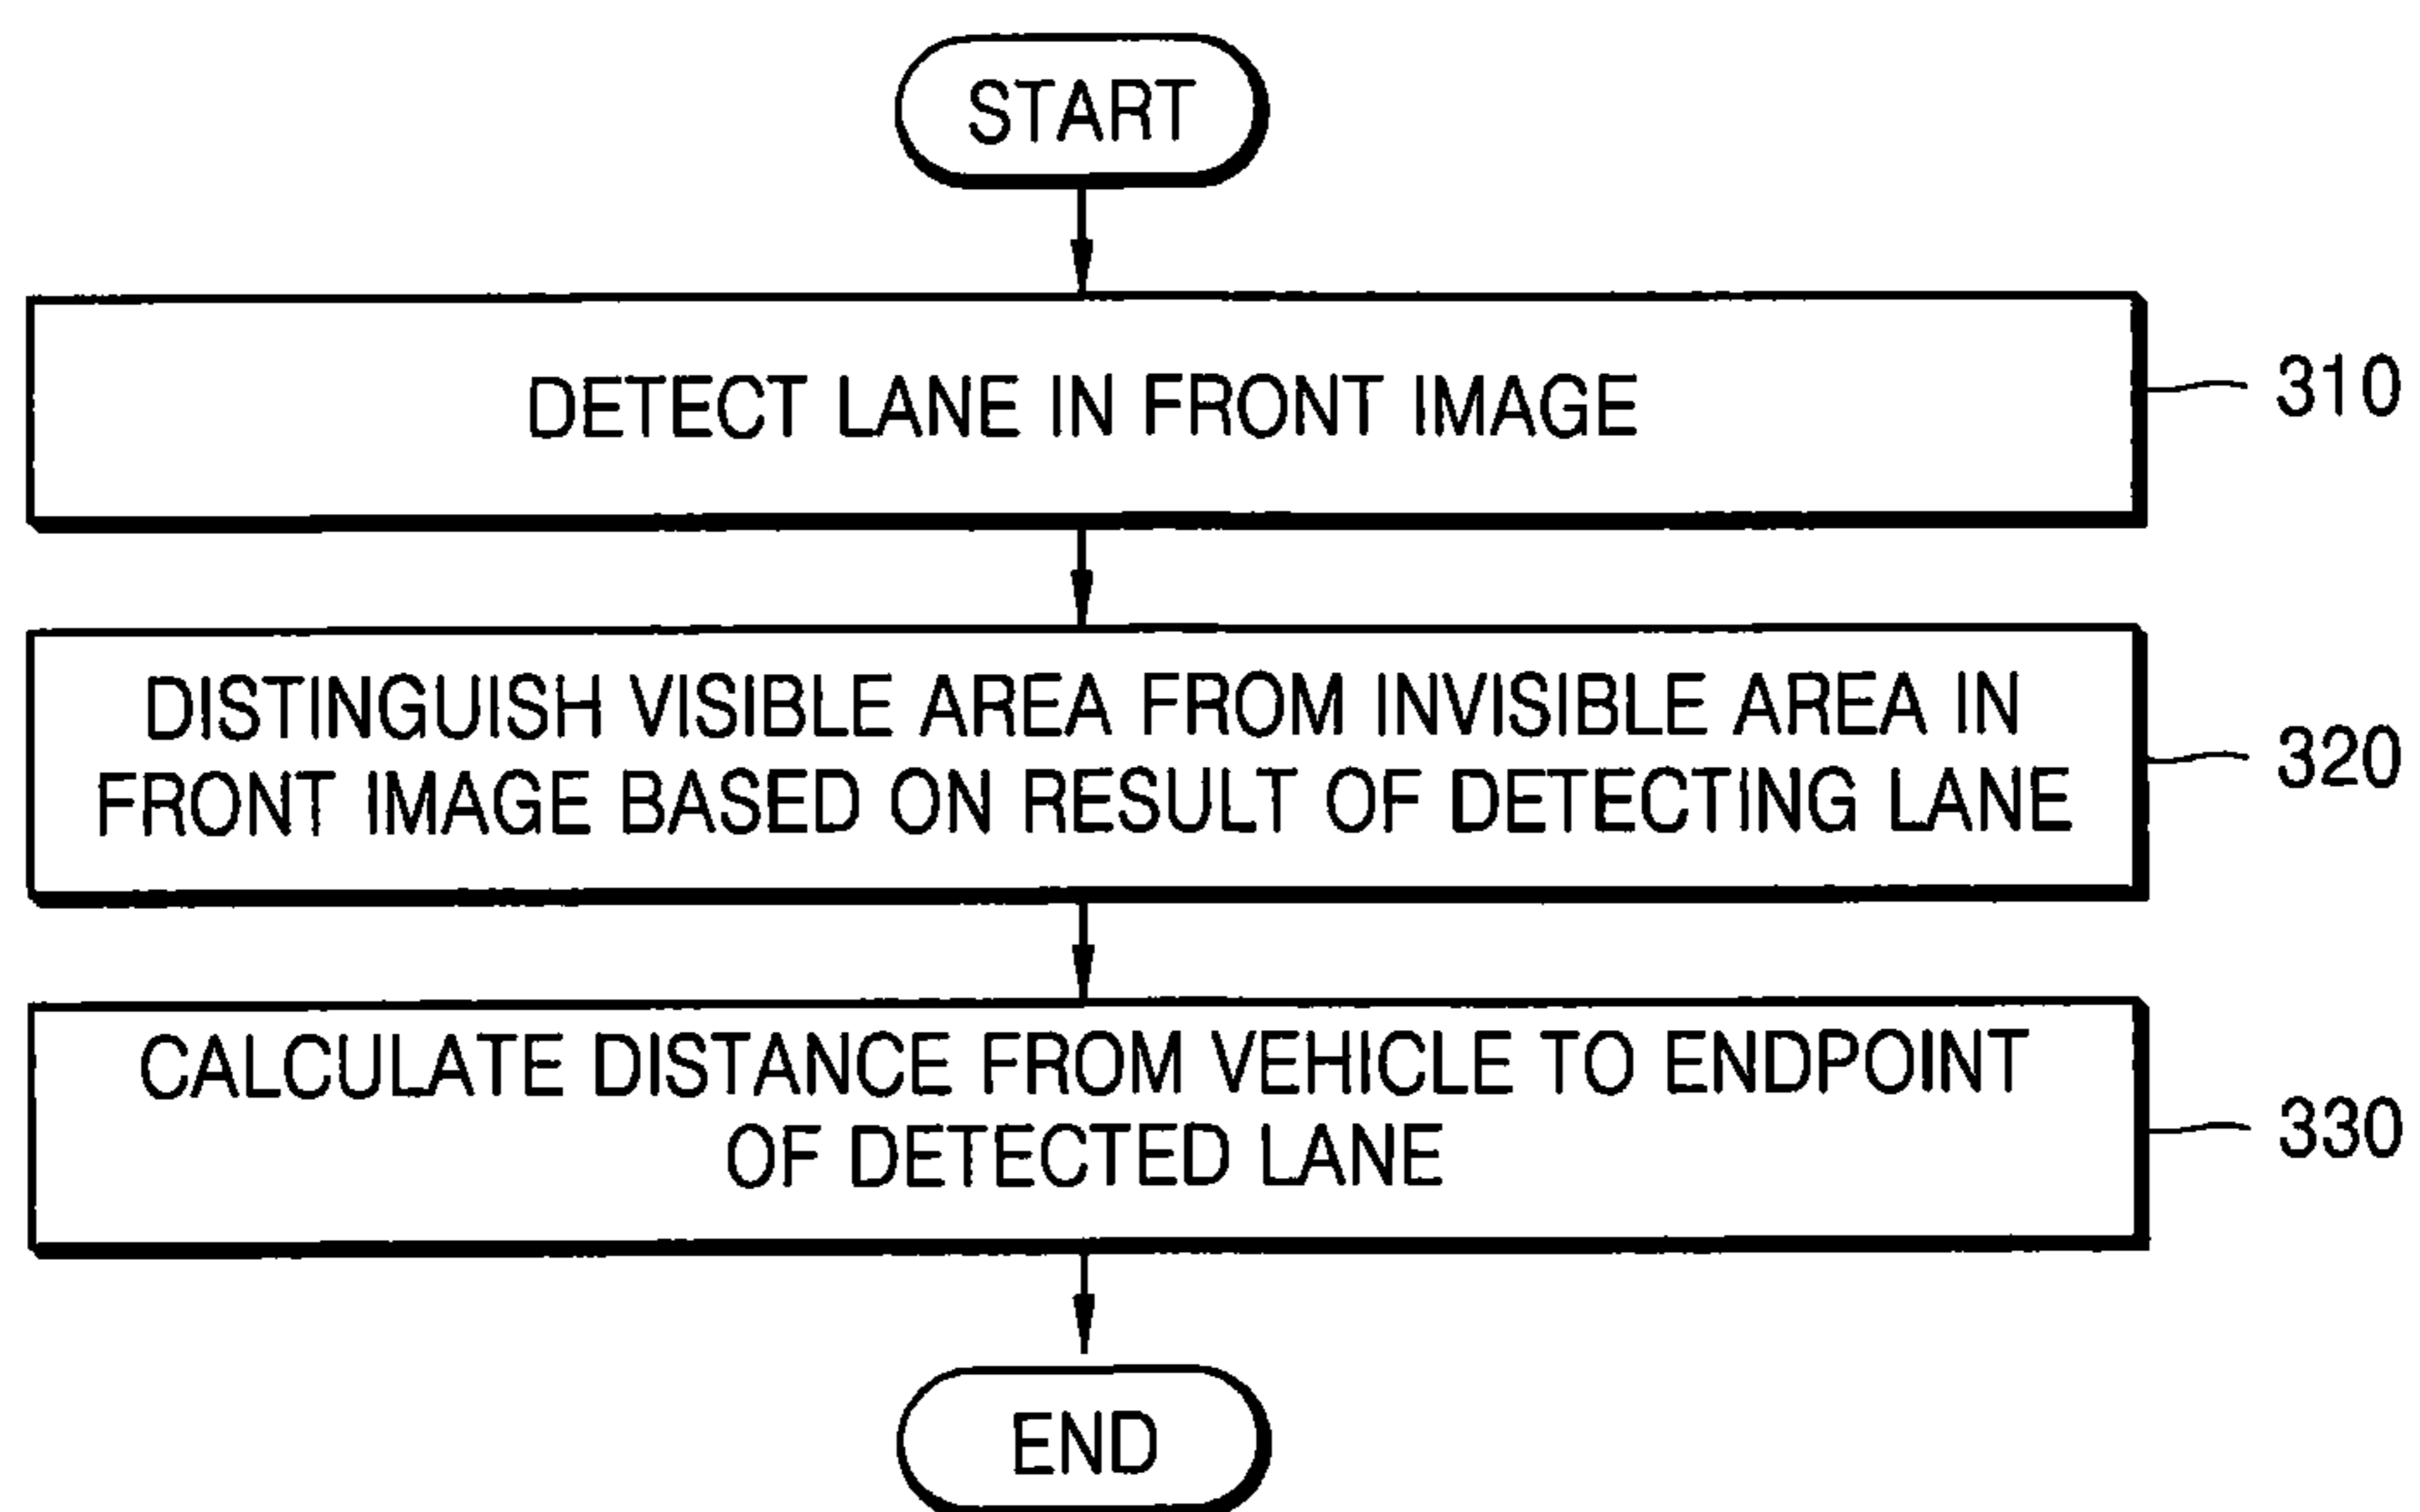 START
DETECT LANE IN FRONT IMAGE
310
DISTINGUISH VISIBLE AREA FROM INVISIBLE AREA IN
FRONT IMAGE BASED ON RESULT OF DETECTING LANE
320
CALCULATE DISTANCE FROM VEHICLE TO ENDPOINT
OF DETECTED LANE
330
END